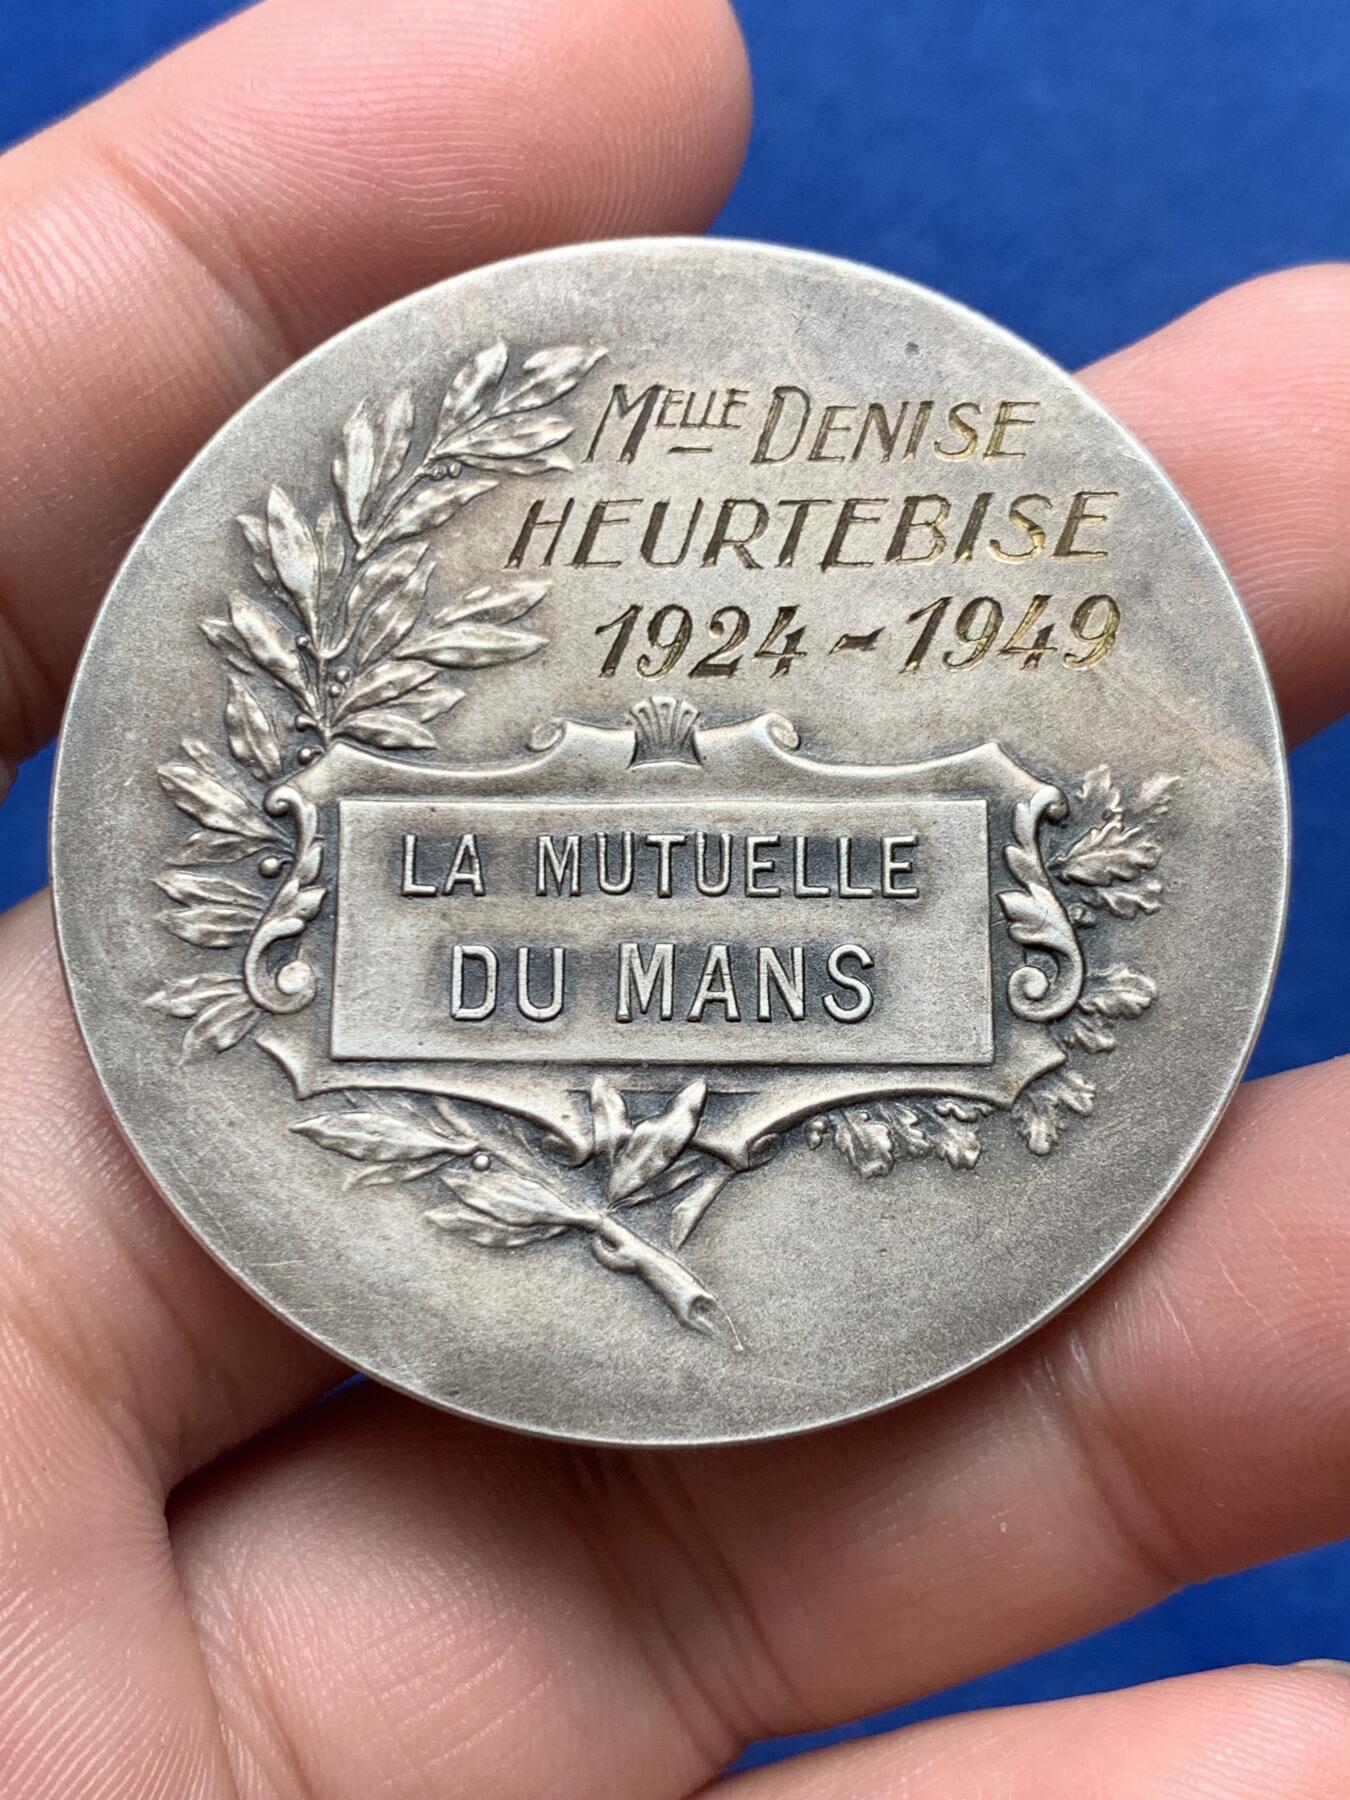 Melle DENISE
HEURTEBISE
1924-1949
LA MUTUELLE
DU MANS